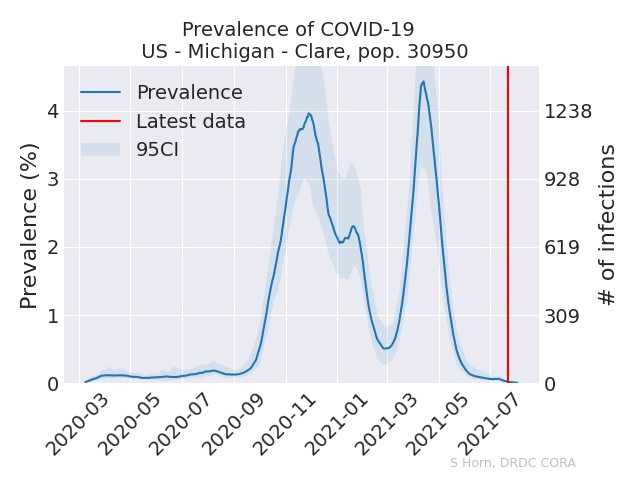 Prevalence of COVID-19
US - Michigan - Clare, pop. 30950
Prevalence
Latest data
95CI
Prevalence (%)
4
3
2
1
0
1238
928
619
309
0
# of infections
2020-03
2020-05
2020-07
2020-09
2020-11
2021-01
2021-03
2021-05
2021-07
S Horn, DRDC CORA